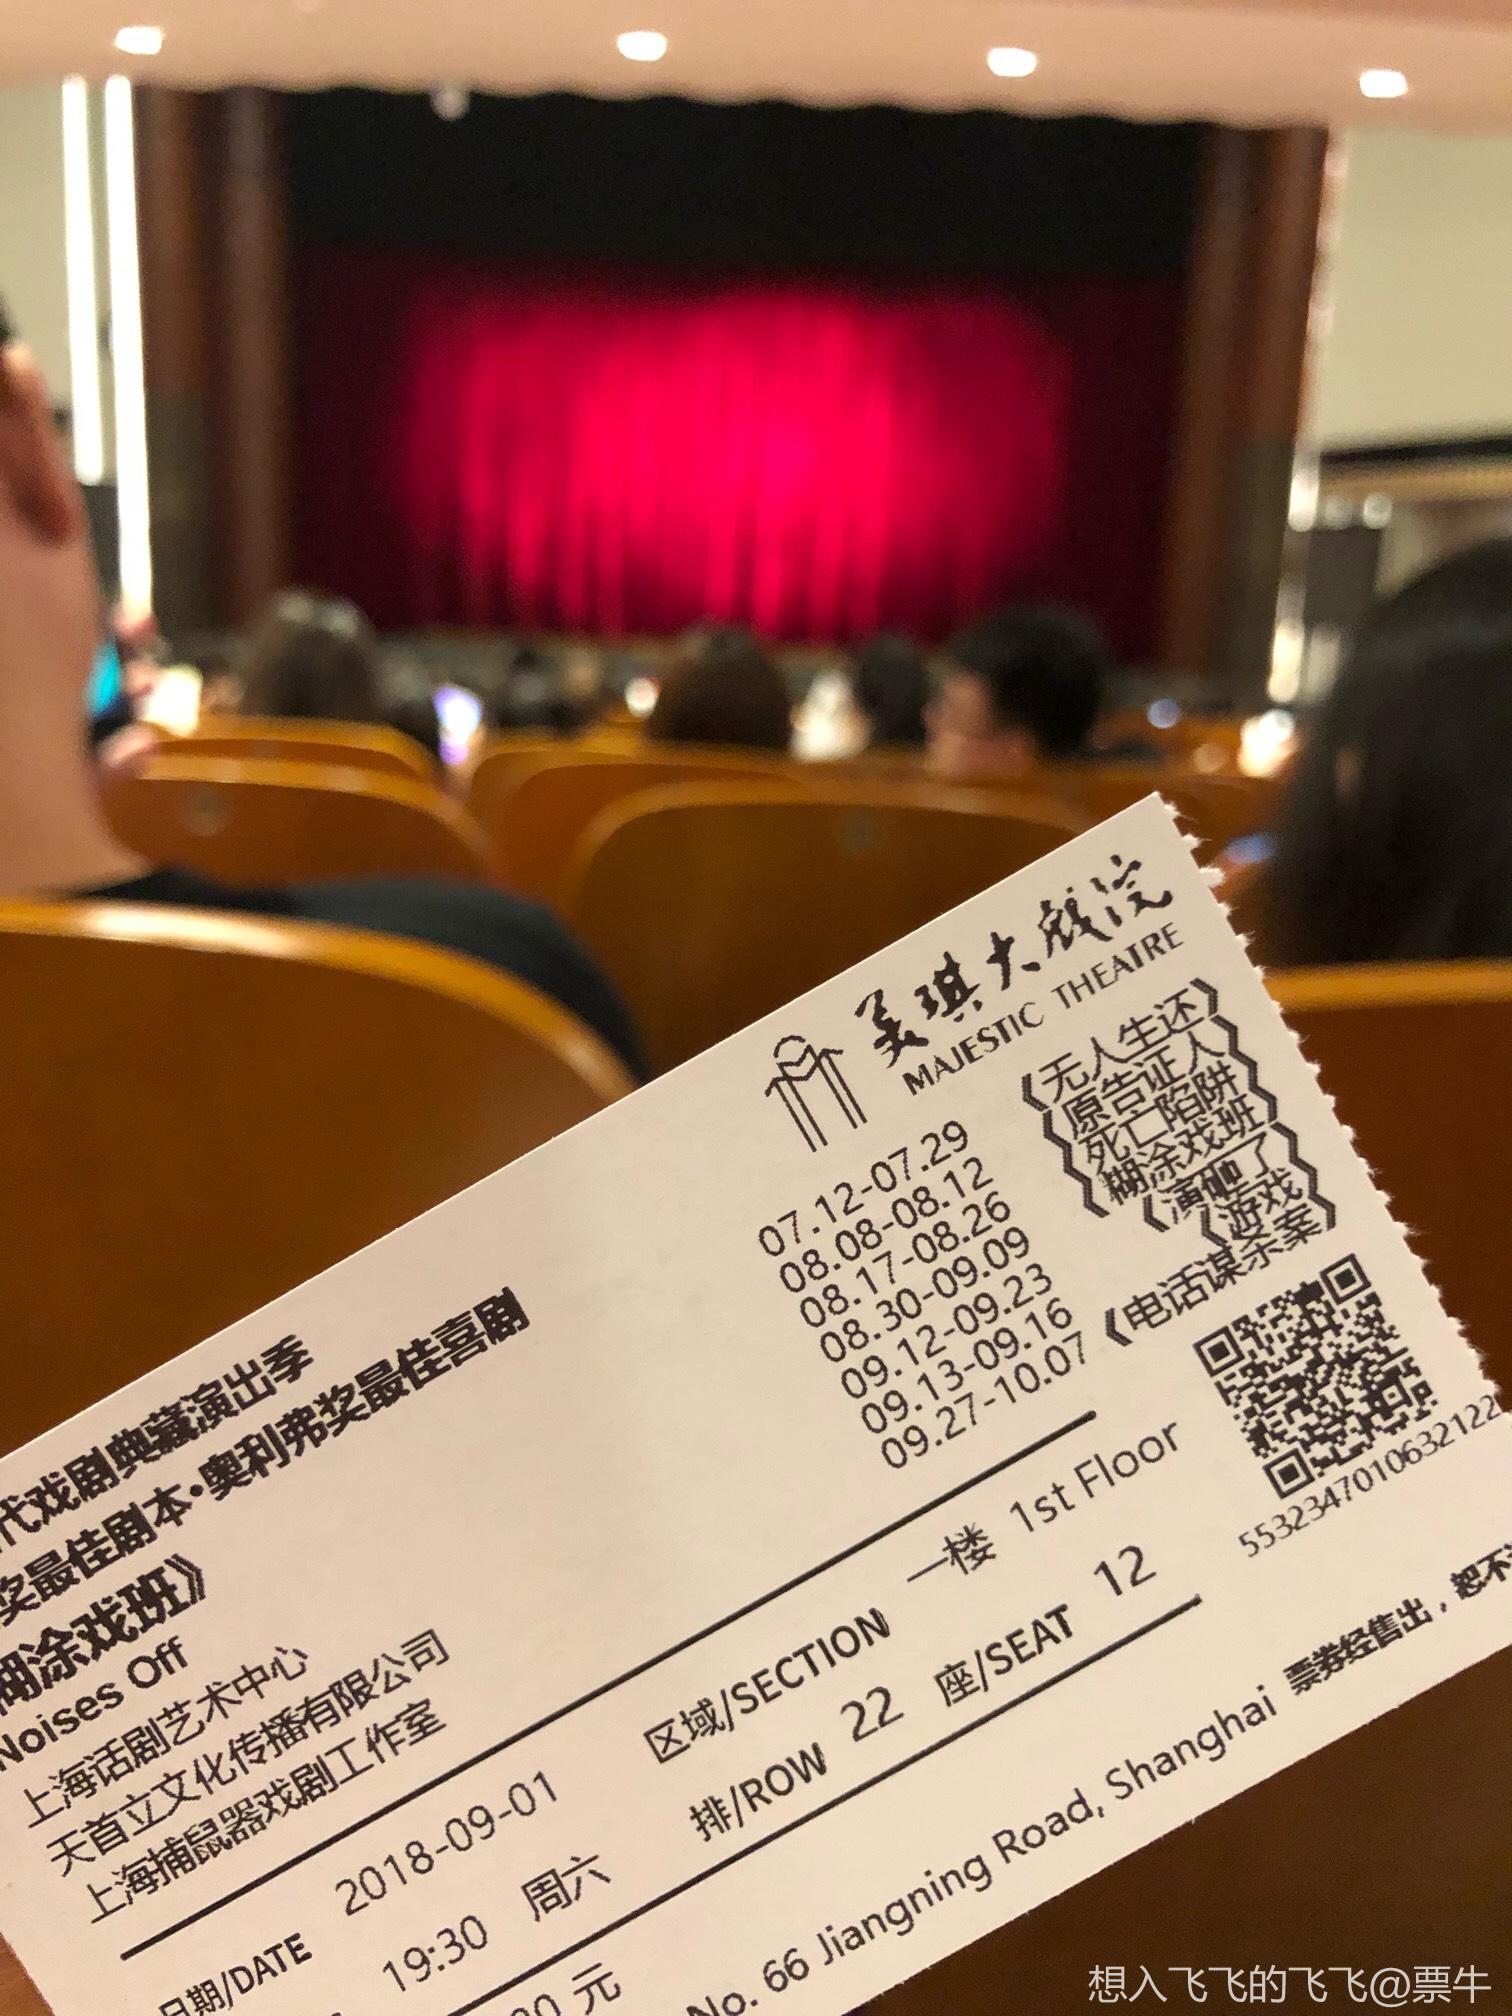 美琪大戏院
MAJESTIC THEATRE
07.12-07.29 《无人生还》
08.08-08.12 《原告证人》
08.17-08.26 《死亡陷阱》
08.30-09.09 《糊涂戏班》
09.12-09.23 《演砸了》
09.13-09.16 《游戏》
09.27-10.07 《电话谋杀案》
代戏剧典藏演出季
奖最佳剧本·奥利弗奖最佳喜剧
糊涂戏班》
Noises Off
上海话剧艺术中心
天首立文化传播有限公司
上海捕鼠器戏剧工作室
日期/DATE 2018-09-01
19:30 周六
元
区域/SECTION 一楼 1st Floor
排/ROW 22 座/SEAT 12
553234701063212​2
No. 66 Jiangning Road, Shanghai 票券经售出，恕不
想入飞飞的飞飞@票牛